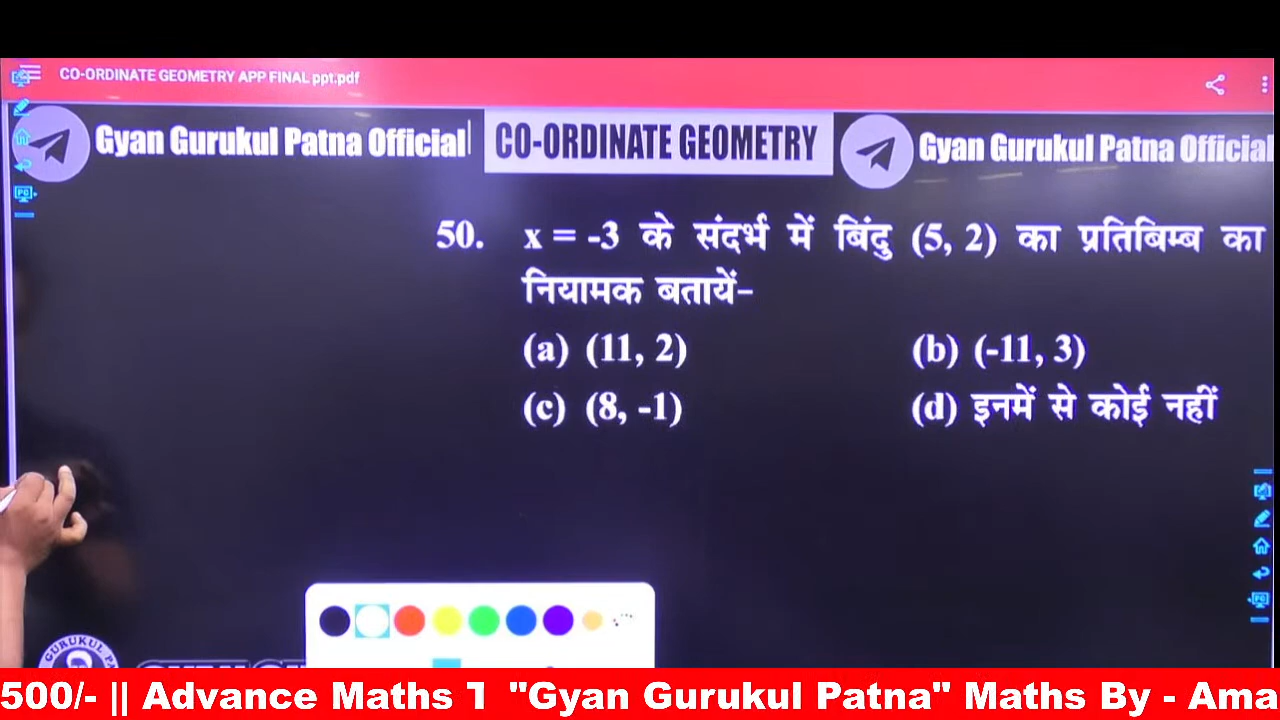 CO-ORDINATE GEOMETRY APP FINAL ppt.pdf
Gyan Gurukul Patna Official
CO-ORDINATE GEOMETRY
Gyan Gurukul Patna Official
50. x = -3 के संदर्भ में बिंदु (5, 2) का प्रतिबिम्ब का
नियामक बतायें-
(a) (11, 2) (b) (-11, 3)
(c) (8, -1) (d) इनमें से कोई नहीं
500/- || Advance Maths 1 "Gyan Gurukul Patna" Maths By - Ama